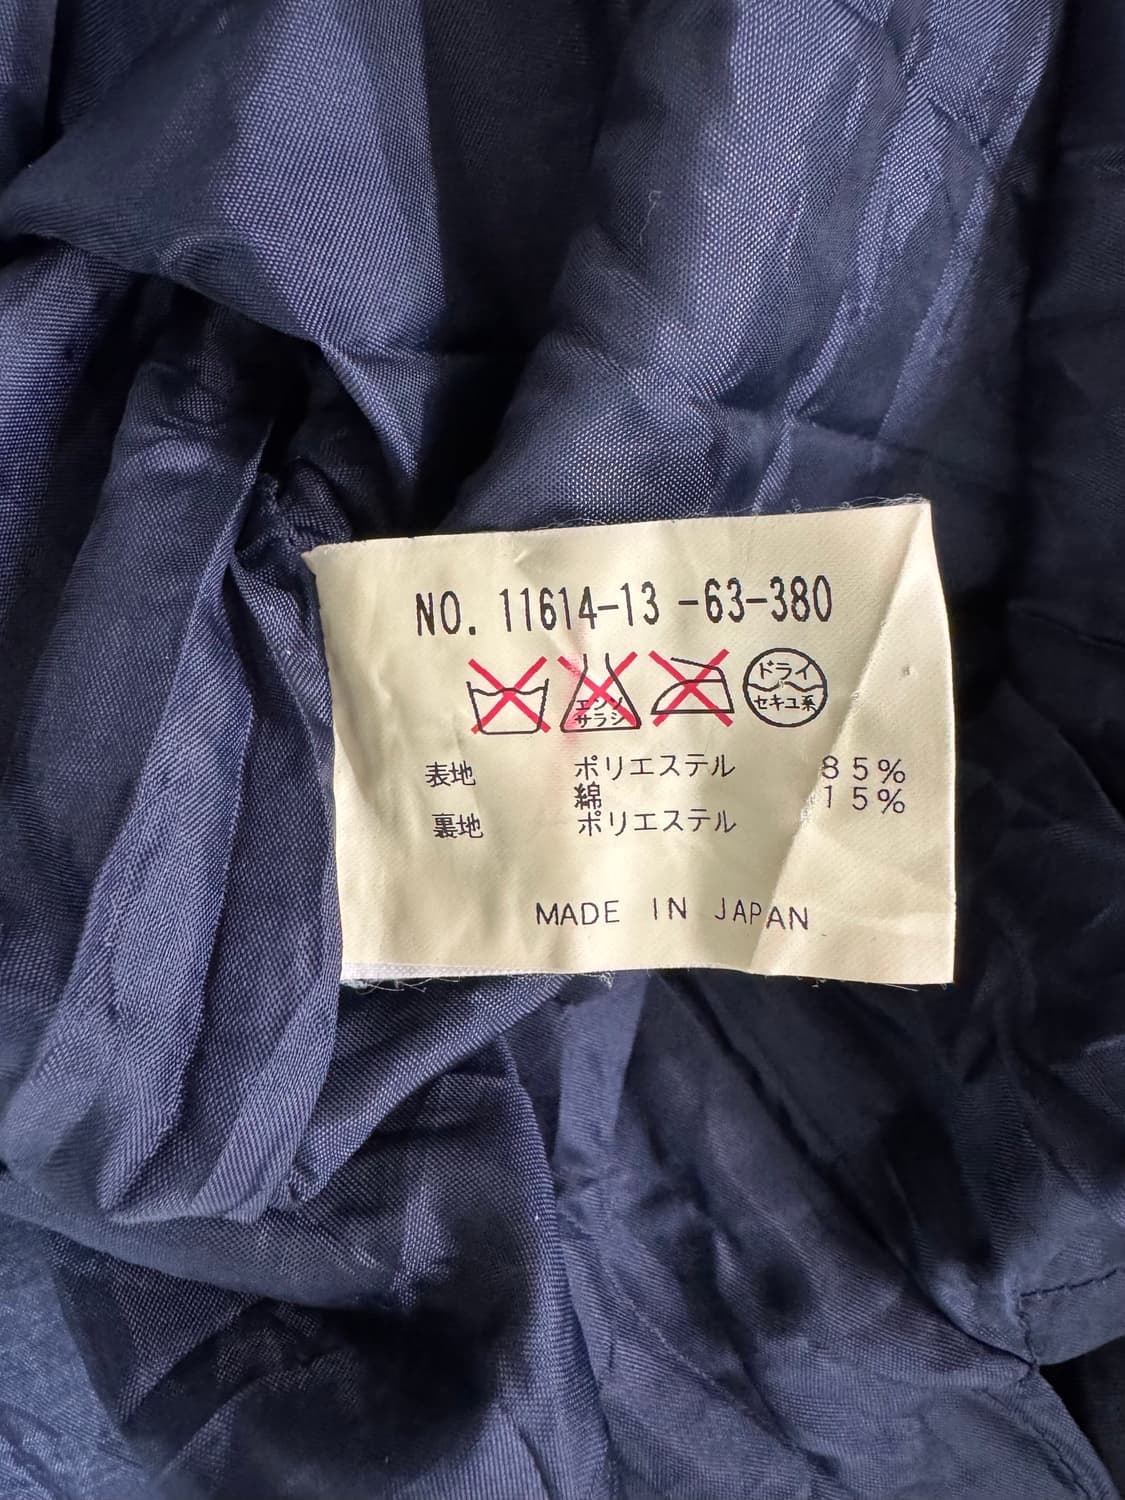 NO. 11614-13 -63-380
エンソ サラシ ドライ セキユ系
表地 ポリエステル 85%
綿 15%
裏地 ポリエステル
MADE IN JAPAN